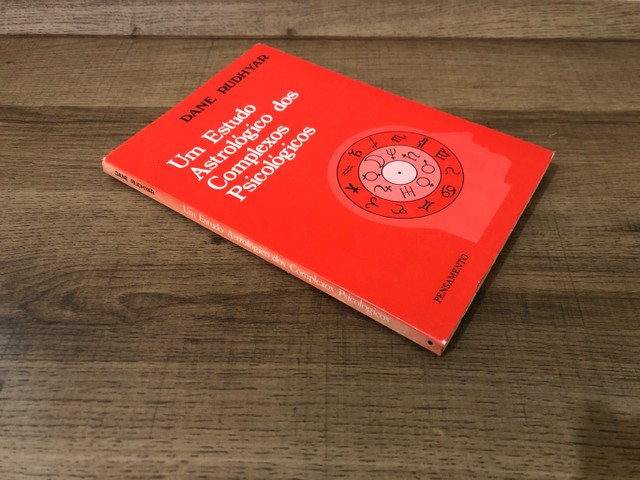 DANE RUDHYAR
Um Estudo
Astrológico dos
Complexos
Psicológicos
PENSAMENTO
DANE RUDHYAR
Um Estudo Astrológico dos Complexos Psicológicos